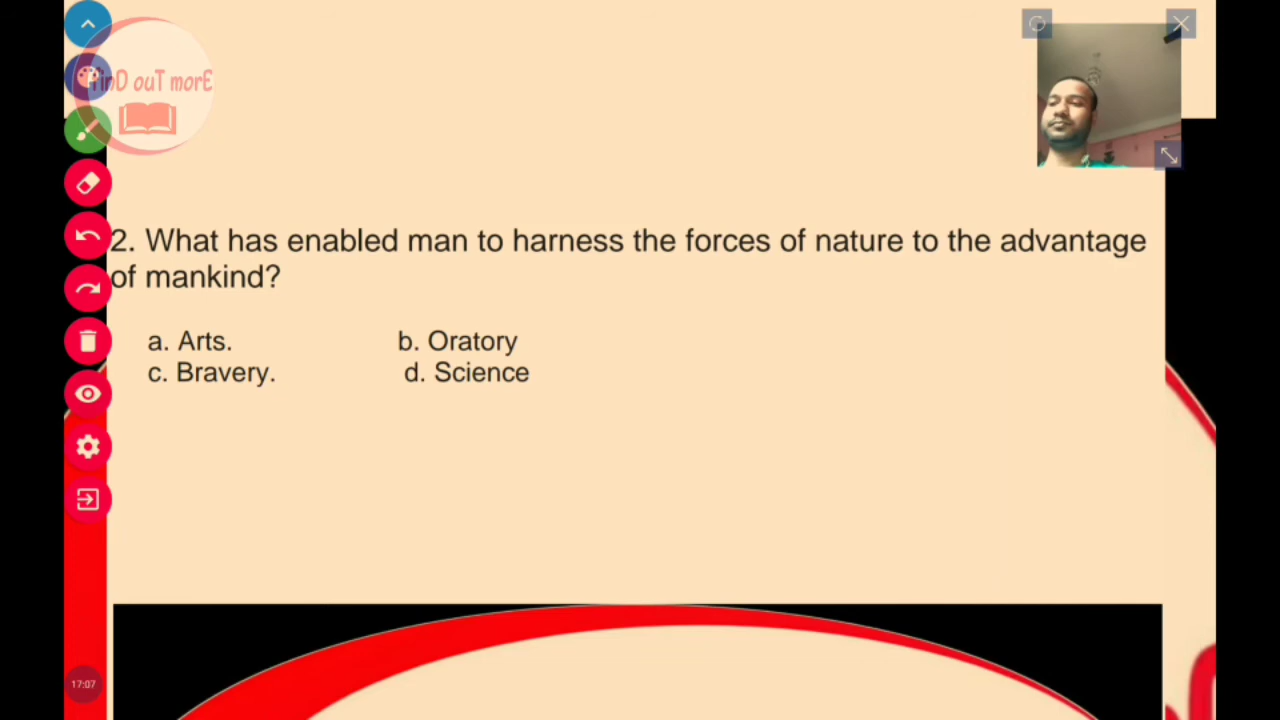 finD ouT morE
2. What has enabled man to harness the forces of nature to the advantage
of mankind?
a. Arts. b. Oratory
c. Bravery. d. Science
17:07